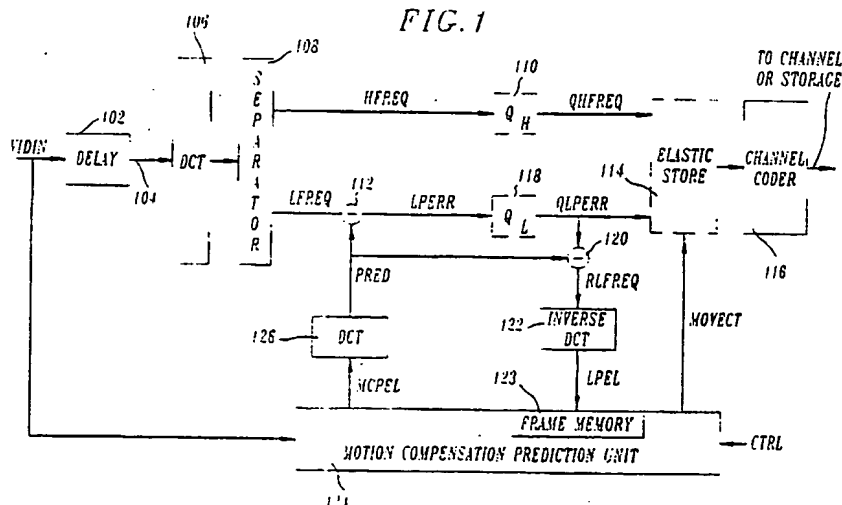 FIG. 1
106
108
TO CHANNEL
OR STORAGE
110
102
HFREQ
Q H
QHFREQ
VIDIN
DELAY
DCT
SEPARATOR
ELASTIC
STORE
CHANNEL
CODER
104
112
118
114
LFREQ
LPERR
Q L
QLPERR
120
116
PRED
RLFREQ
126
DCT
122
INVERSE
DCT
MOVECT
MCPEL
123
LPEL
FRAME MEMORY
CTRL
MOTION COMPENSATION PREDICTION UNIT